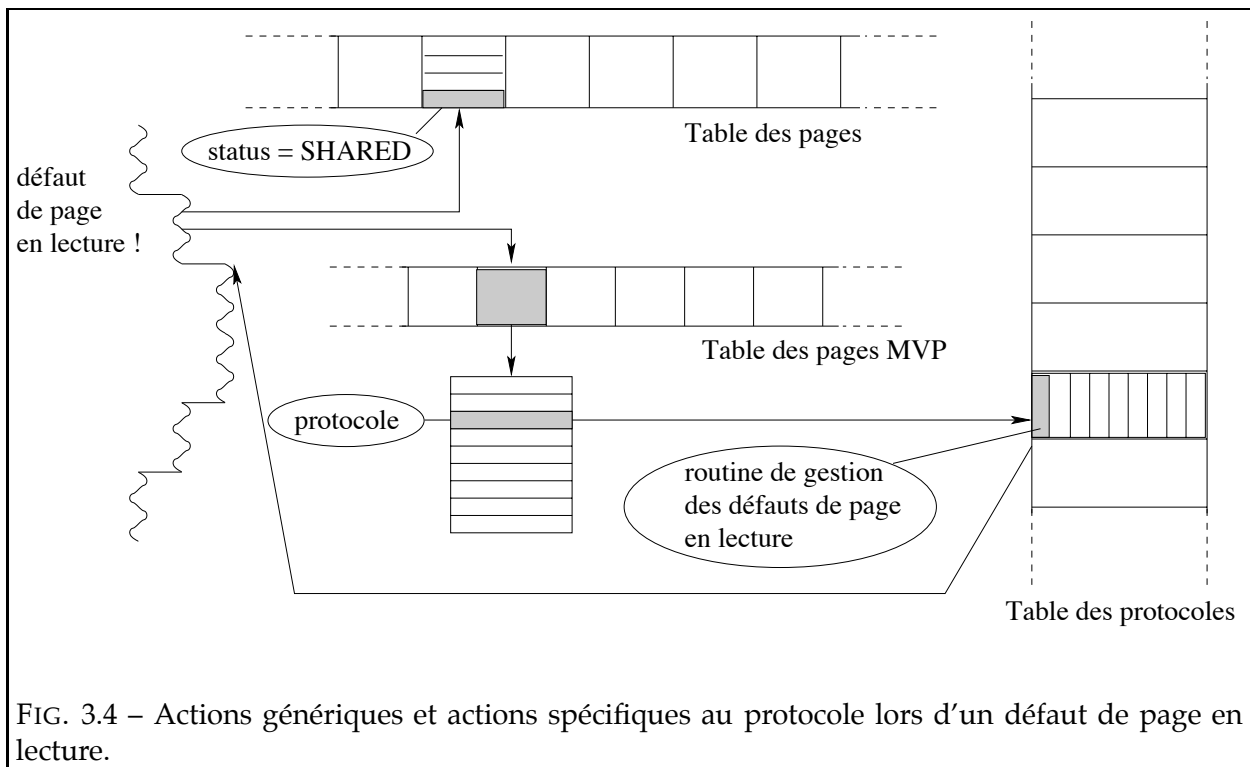 Table des pages
status = SHARED
défaut
de page
en lecture !
Table des pages MVP
protocole
routine de gestion
des défauts de page
en lecture
Table des protocoles
FIG. 3.4 – Actions génériques et actions spécifiques au protocole lors d'un défaut de page en
lecture.